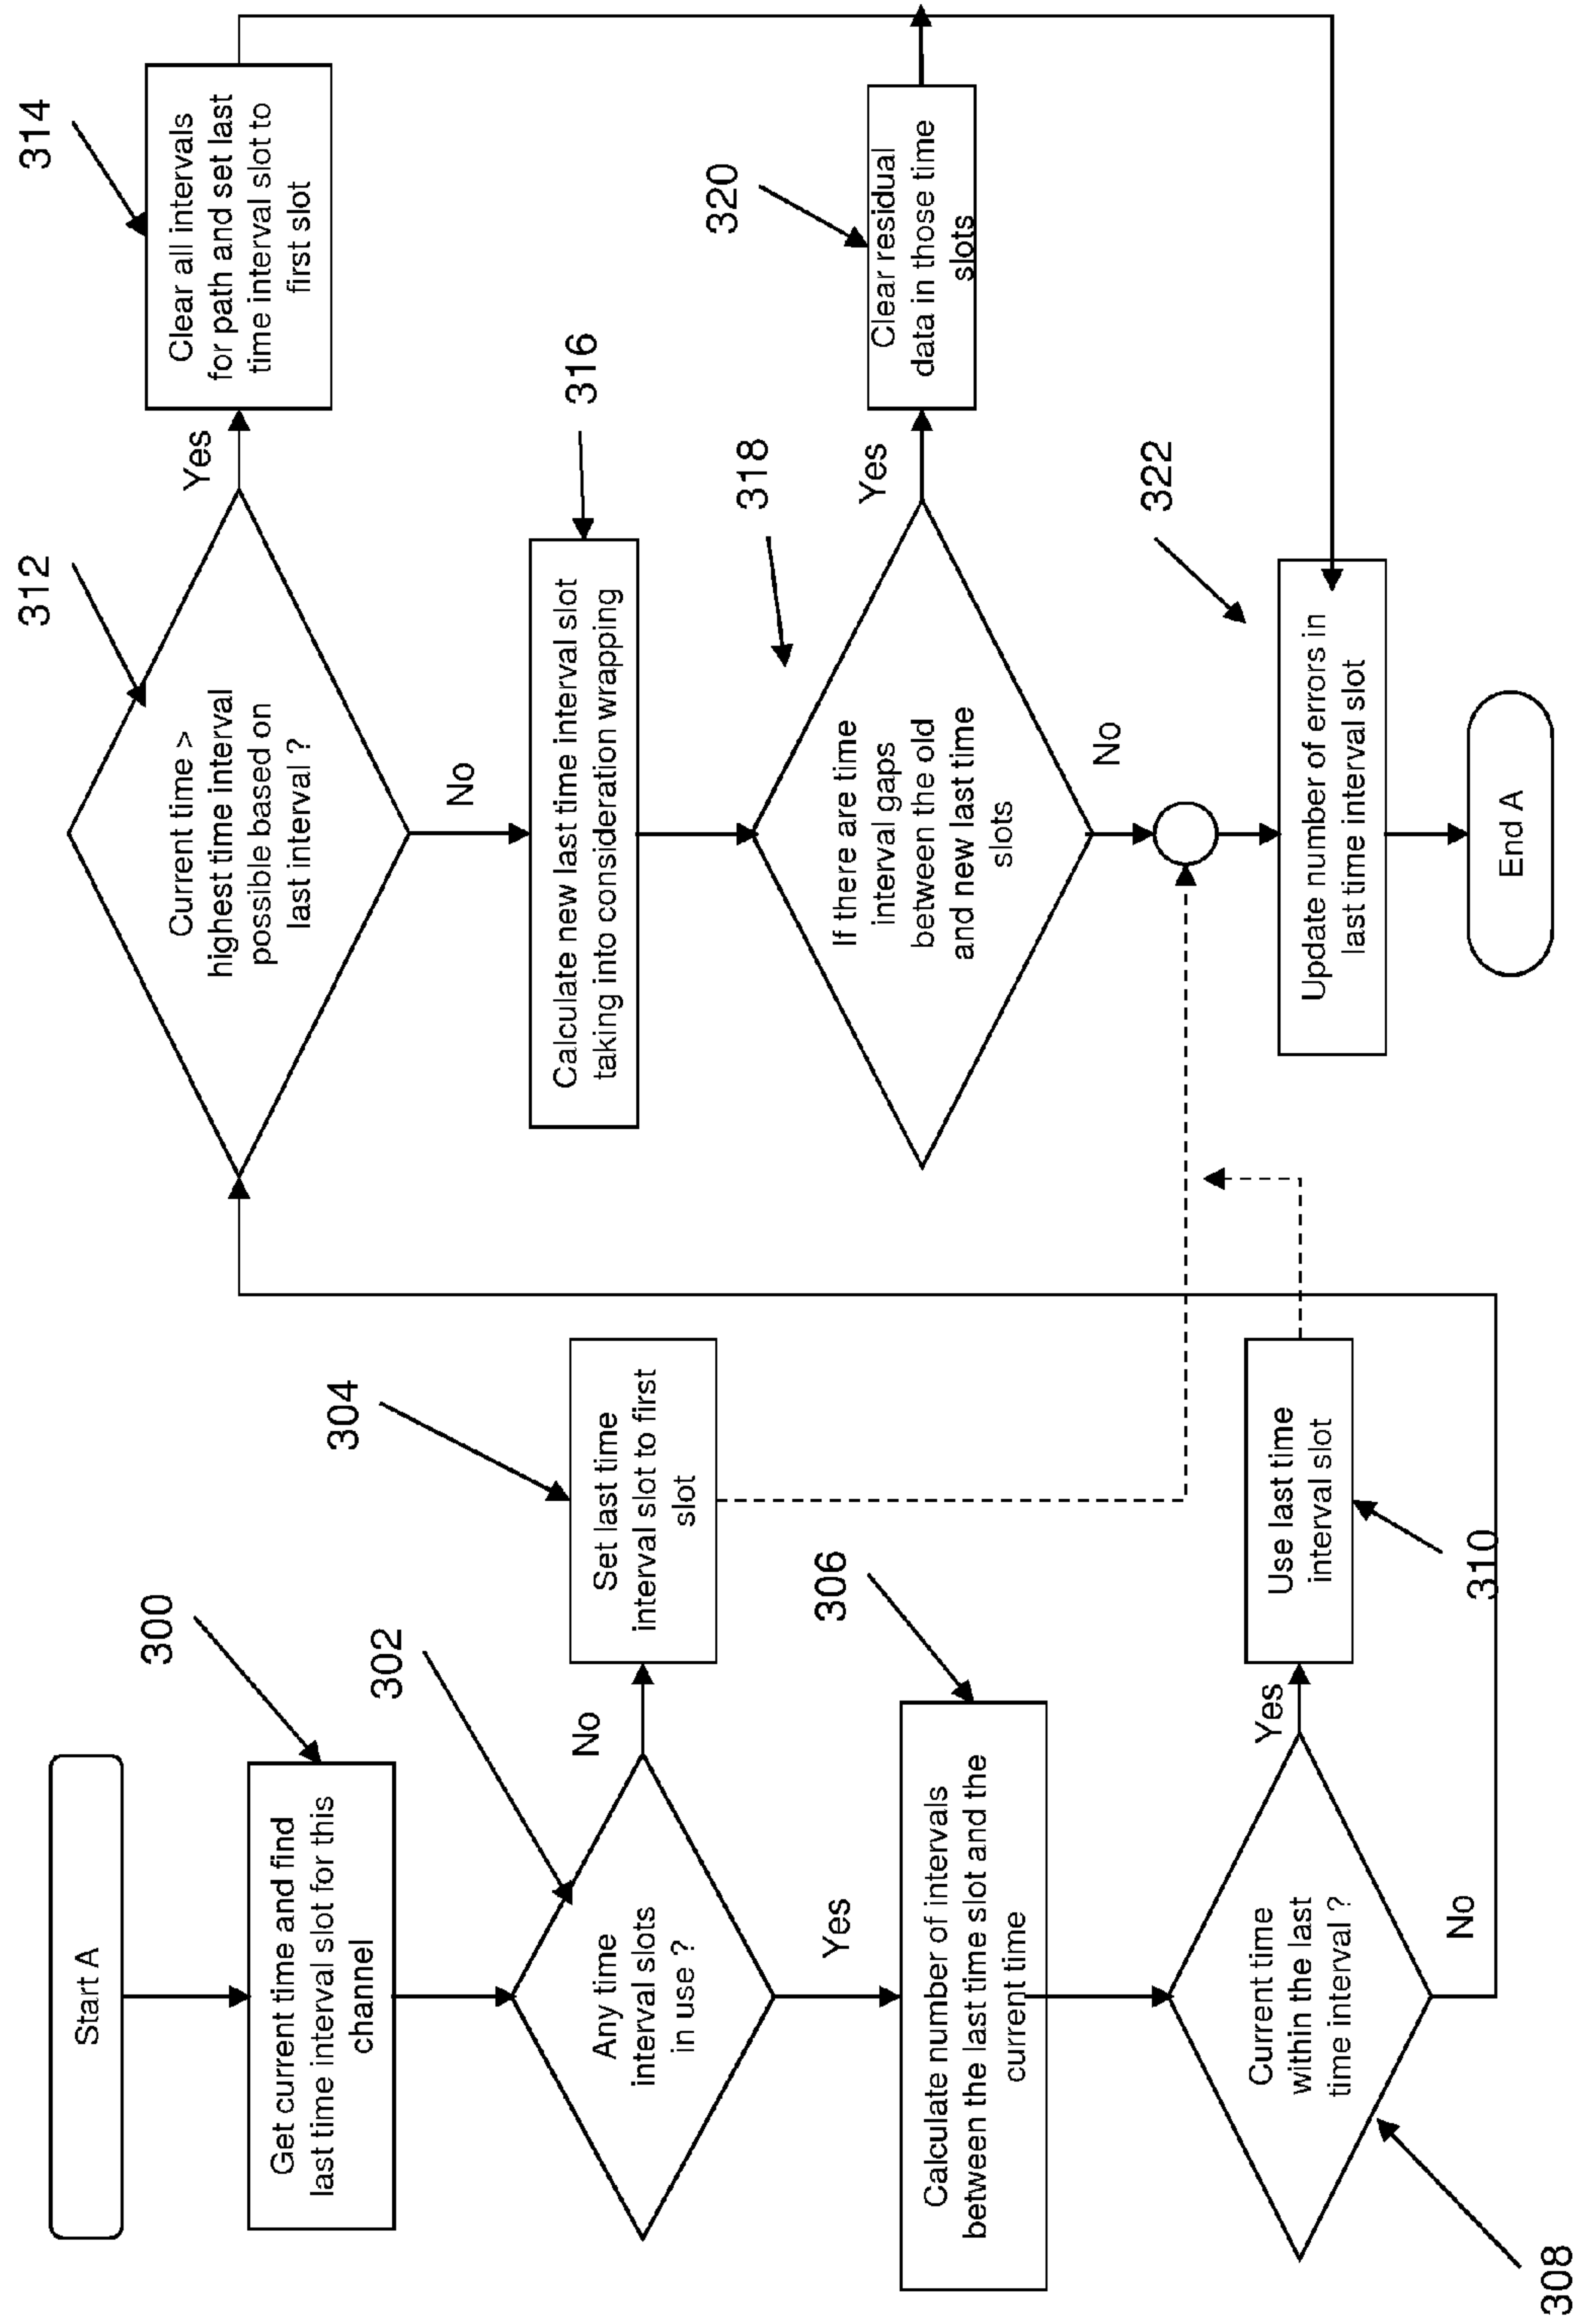 Start A
300
Get current time and find
last time interval slot for this
channel
302
Any time
interval slots
in use ?
No
304
Set last time
interval slot to first
slot
Yes
306
Calculate number of intervals
between the last time slot and the
current time
308
Current time
within the last
time interval ?
Yes
310
Use last time
interval slot
No
312
Current time >
highest time interval
possible based on
last interval ?
Yes
314
Clear all intervals
for path and set last
time interval slot to
first slot
No
316
Calculate new last time interval slot
taking into consideration wrapping
318
If there are time
interval gaps
between the old
and new last time
slots
Yes
320
Clear residual
data in those time
slots
No
322
Update number of errors in
last time interval slot
End A